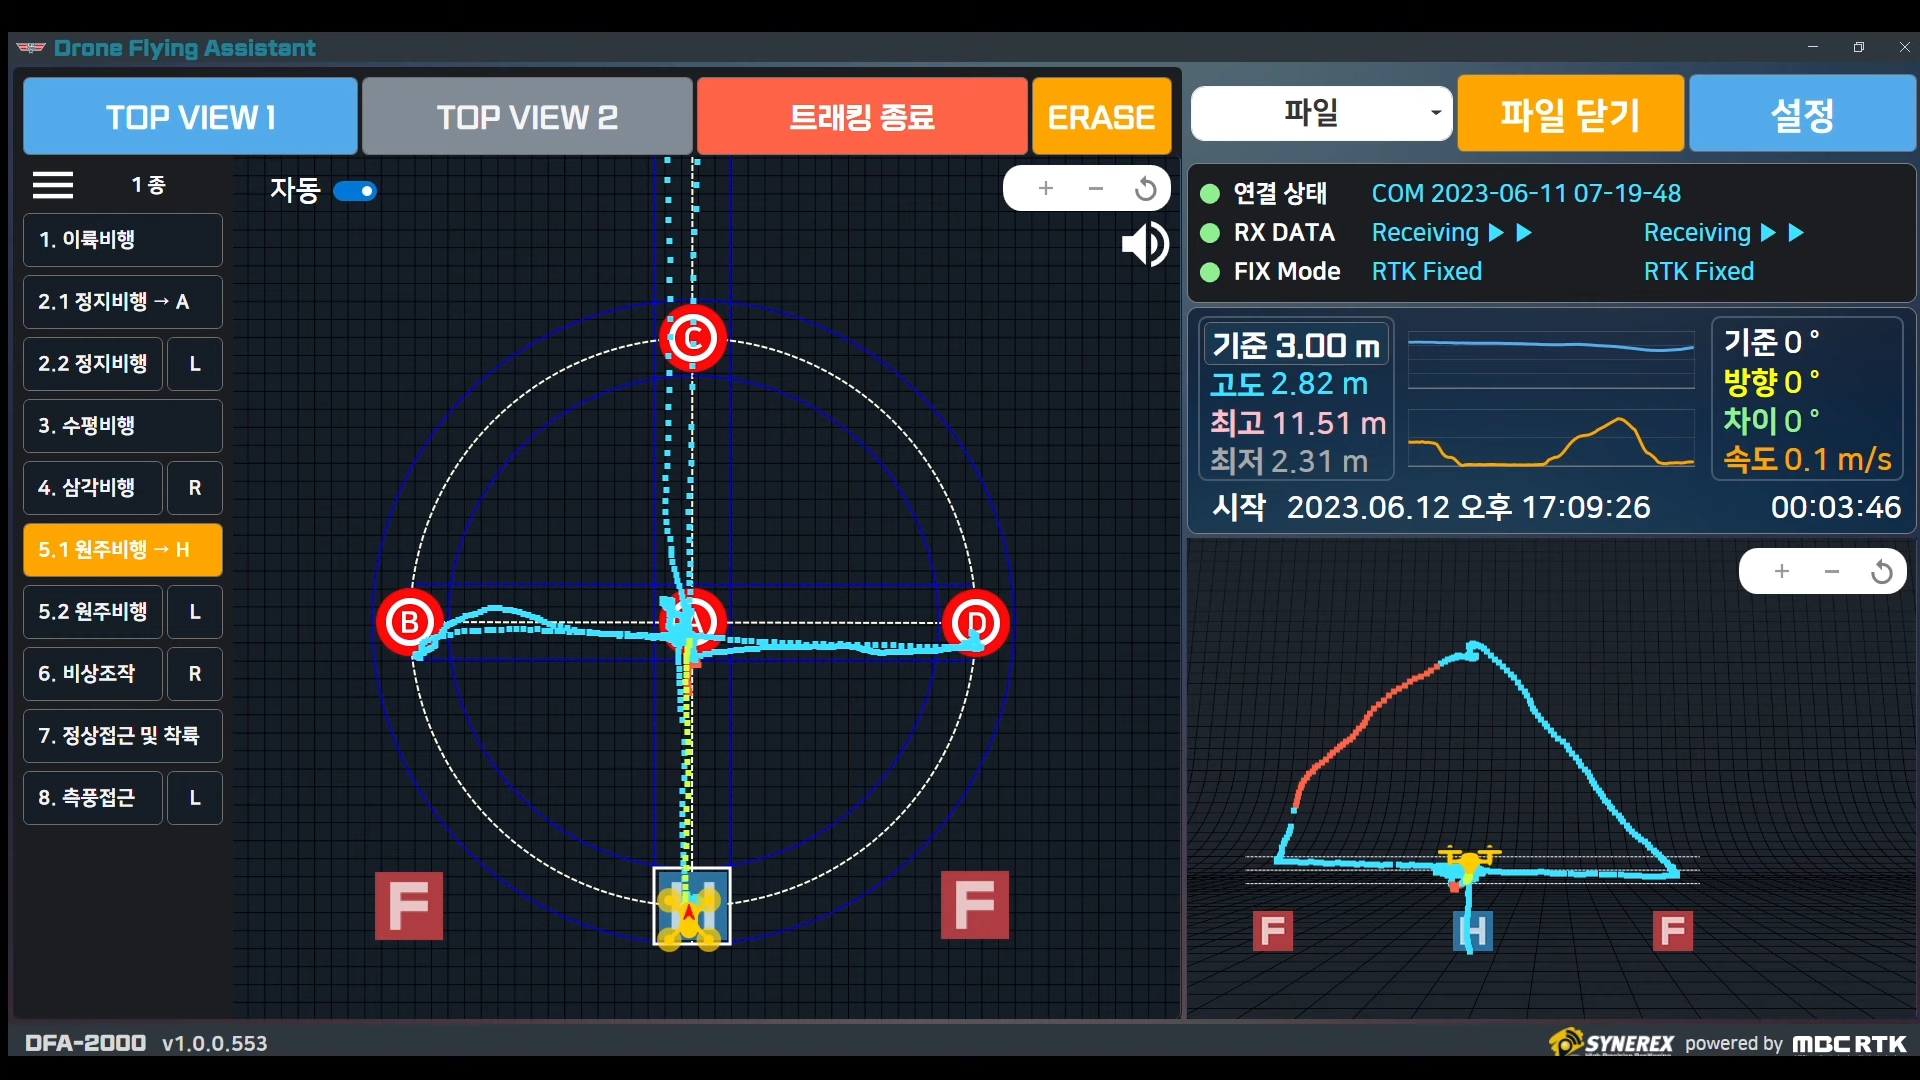 Drone Flying Assistant
TOP VIEW 1
TOP VIEW 2
트래킹 종료
ERASE
파일
파일 닫기
설정
1 종
자동
1. 이륙비행
2.1 정지비행 → A
2.2 정지비행
L
3. 수평비행
4. 삼각비행
R
5.1 원주비행 → H
5.2 원주비행
L
6. 비상조작
R
7. 정상접근 및 착륙
8. 측풍접근
L
C
B
A
D
F
H
F
연결 상태 COM 2023-06-11 07-19-48
RX DATA Receiving ▶ ▶ Receiving ▶ ▶
FIX Mode RTK Fixed RTK Fixed
기준 3.00 m
고도 2.82 m
최고 11.51 m
최저 2.31 m
기준 0 °
방향 0 °
차이 0 °
속도 0.1 m/s
시작 2023.06.12 오후 17:09:26 00:03:46
F
H
F
DFA-2000 v1.0.0.553
SYNEREX powered by MBC RTK